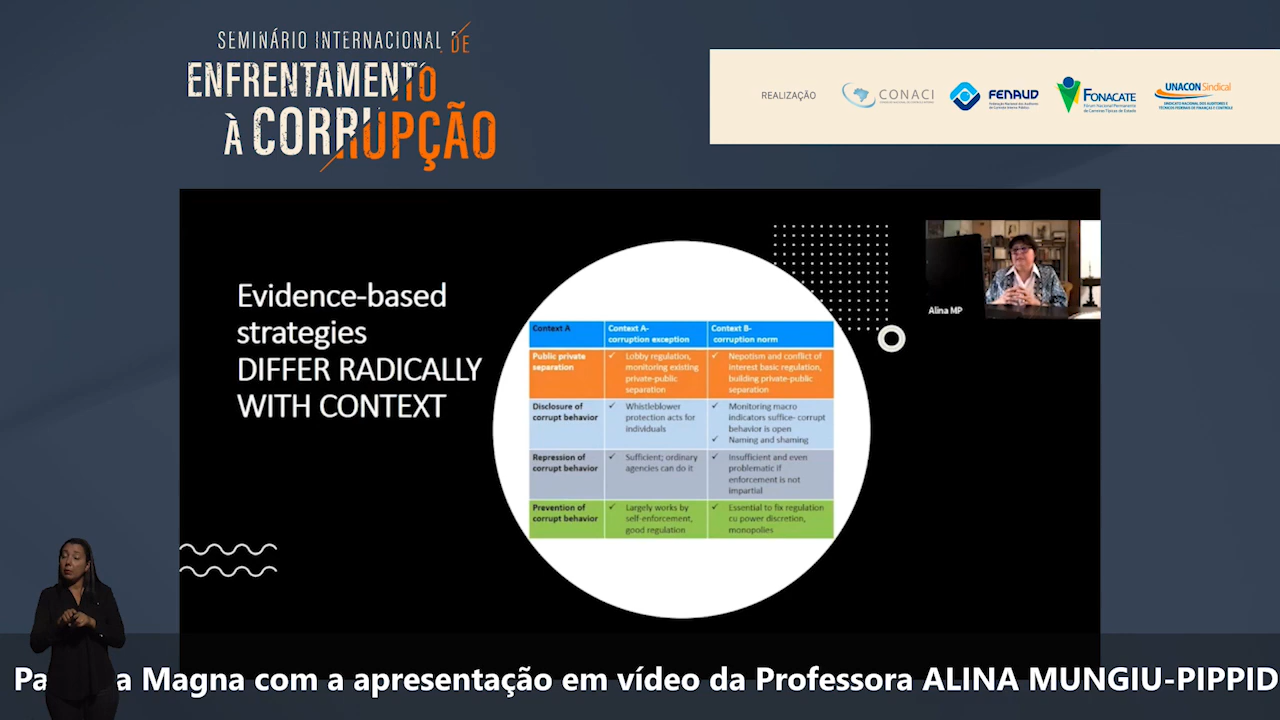 SEMINÁRIO INTERNACIONAL DE
ENFRENTAMENTO
À CORRUPÇÃO
REALIZAÇÃO
CONACI
FENAUD
FONACATE
UNACON Sindical
Evidence-based
strategies
DIFFER RADICALLY
WITH CONTEXT
Context A
Context A-
corruption exception
Context B-
corruption norm
Public private
separation
✓ Lobby regulation,
monitoring existing
private-public
separation
✓ Nepotism and conflict of
interest basic regulation,
building private-public
separation
Disclosure of
corrupt behavior
✓ Whistleblower
protection acts for
individuals
✓ Monitoring macro
indicators suffice- corrupt
behavior is open
✓ Naming and shaming
Repression of
corrupt behavior
✓ Sufficient; ordinary
agencies can do it
✓ Insufficient and even
problematic if
enforcement is not
impartial
Prevention of
corrupt behavior
✓ Largely works by
self-enforcement,
good regulation
✓ Essential to fix regulation
cu power discretion,
monopolies
Alina MP
Pa a Magna com a apresentação em vídeo da Professora ALINA MUNGIU-PIPPID